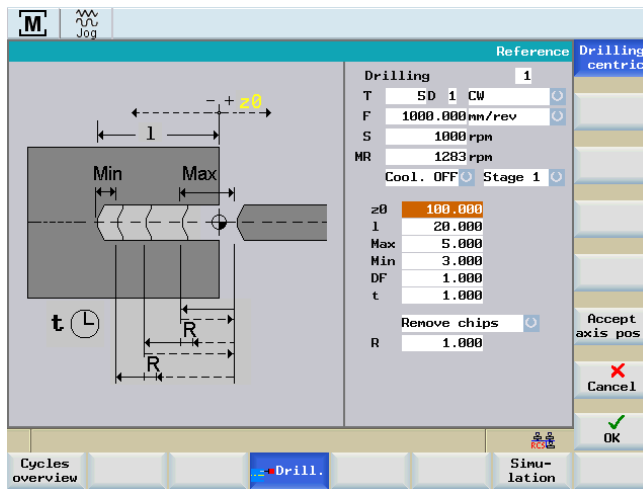 M
Jog
Reference
Drilling centric
Drilling 1
T 5 D 1 CW
F 1000.000 mm/rev
S 1000 rpm
MR 1283 rpm
Cool. OFF Stage 1
z0 100.000
l 20.000
Max 5.000
Min 3.000
DF 1.000
t 1.000
Remove chips
R 1.000
- + z0
l
Min Max
t
R
R
Accept axis pos
Cancel
OK
RCS
Cycles overview
Drill.
Simu-
lation